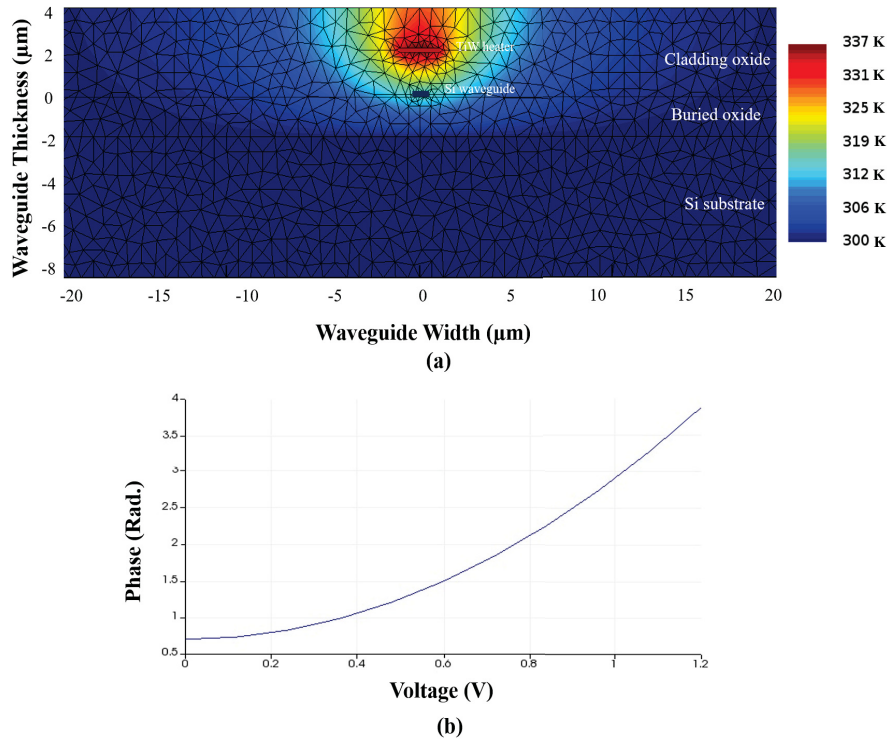 4
2
0
-2
-4
-6
-8
Waveguide Thickness (μm)
TiW heater
Si waveguide
Cladding oxide
Buried oxide
Si substrate
337 K
331 K
325 K
319 K
312 K
306 K
300 K
-20 -15 -10 -5 0 5 10 15 20
Waveguide Width (μm)
(a)
4
3.5
3
2.5
2
1.5
1
0.5
Phase (Rad.)
0 0.2 0.4 0.6 0.8 1 1.2
Voltage (V)
(b)